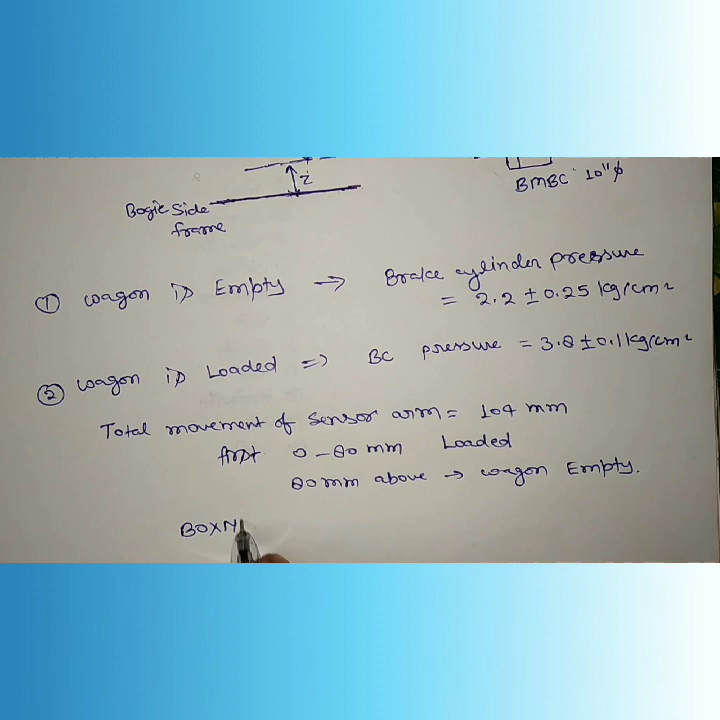 BMBC 10"φ
Bogie Side
frame
① wagon is Empty → Brake cylinder pressure
= 2.2 ± 0.25 kg/cm²
② wagon is Loaded => BC pressure = 3.8 ± 0.1 kg/cm²
Total movement of Sensor arm = 104 mm
first 0 - 80 mm Loaded
80 mm above → wagon Empty.
BOXN